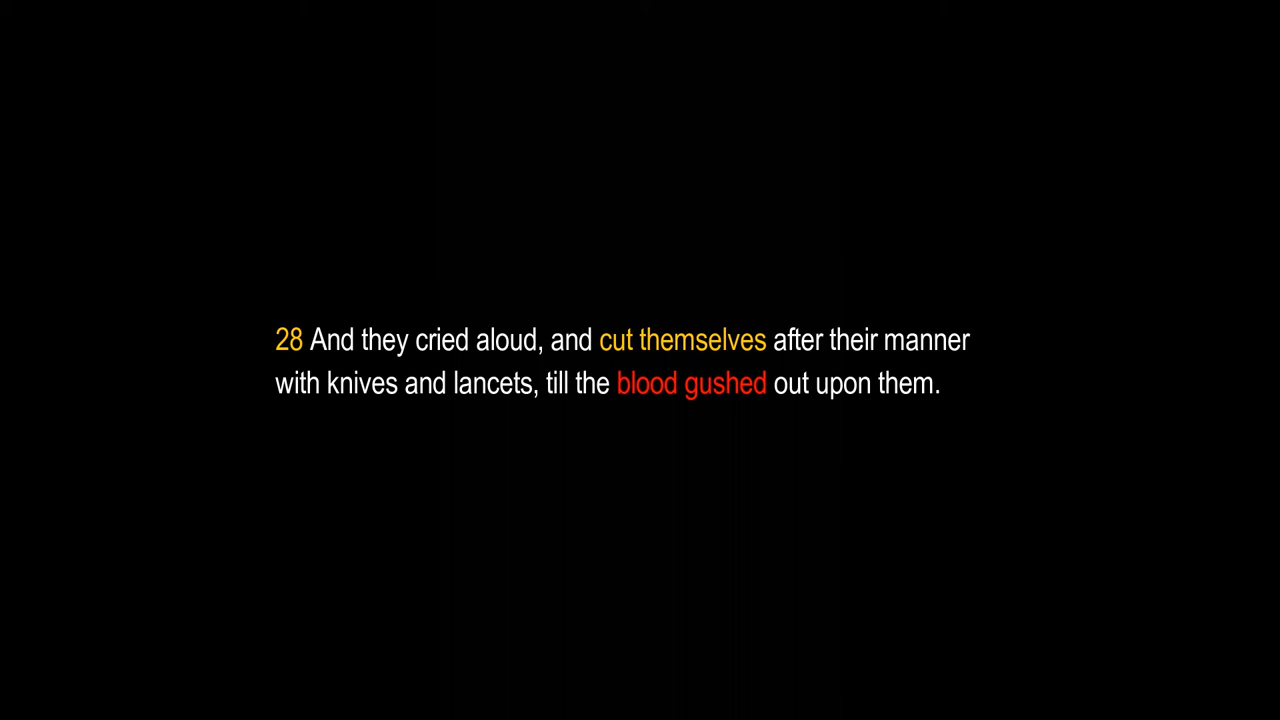 28 And they cried aloud, and cut themselves after their manner
with knives and lancets, till the blood gushed out upon them.